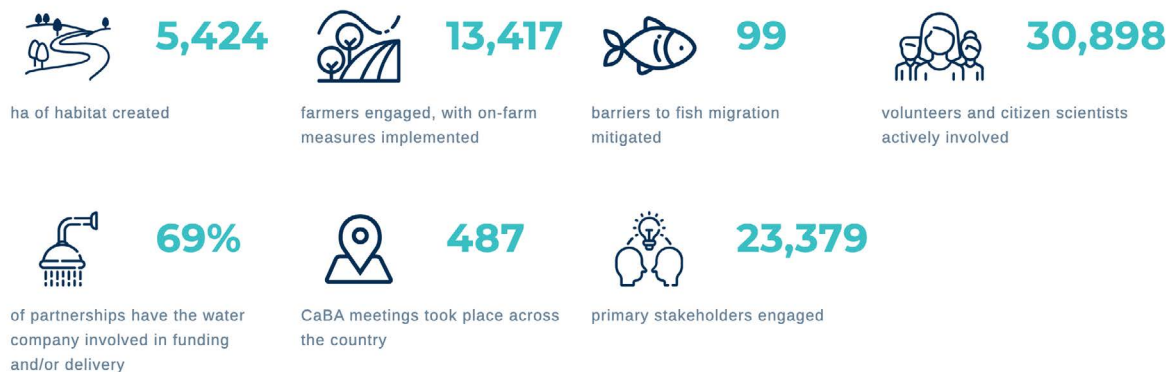 5,424
ha of habitat created
13,417
farmers engaged, with on-farm
measures implemented
99
barriers to fish migration
mitigated
30,898
volunteers and citizen scientists
actively involved
69%
of partnerships have the water
company involved in funding
and/or delivery
487
CaBA meetings took place across
the country
23,379
primary stakeholders engaged